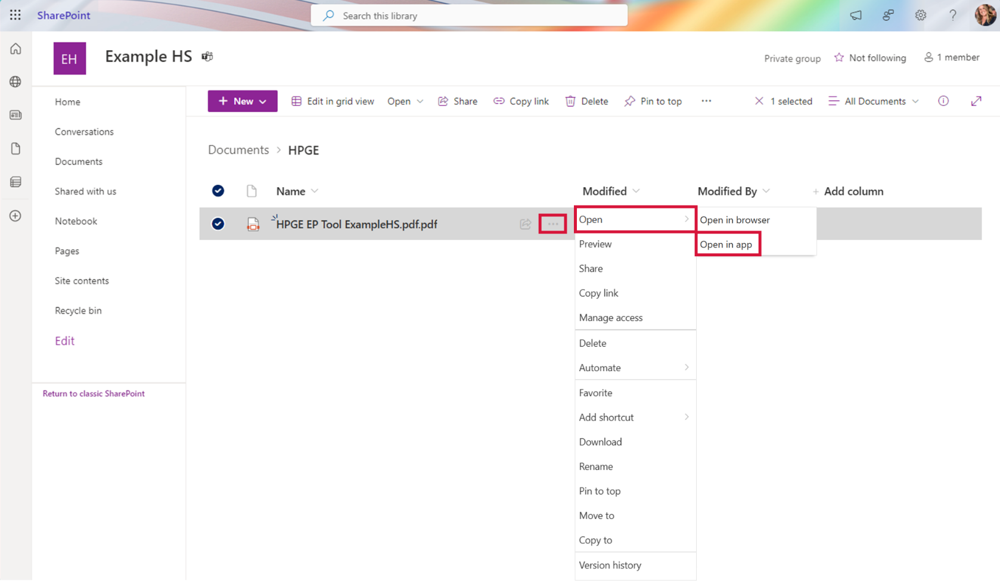 SharePoint
Search this library
EH
Example HS
Private group
Not following
1 member
Home
Conversations
Documents
Shared with us
Notebook
Pages
Site contents
Recycle bin
Edit
Return to classic SharePoint
New
Edit in grid view
Open
Share
Copy link
Delete
Pin to top
1 selected
All Documents
Documents > HPGE
Name
Modified
Modified By
+ Add column
HPGE EP Tool ExampleHS.pdf.pdf
Open
Preview
Share
Copy link
Manage access
Delete
Automate
Favorite
Add shortcut
Download
Rename
Pin to top
Move to
Copy to
Version history
Open in browser
Open in app